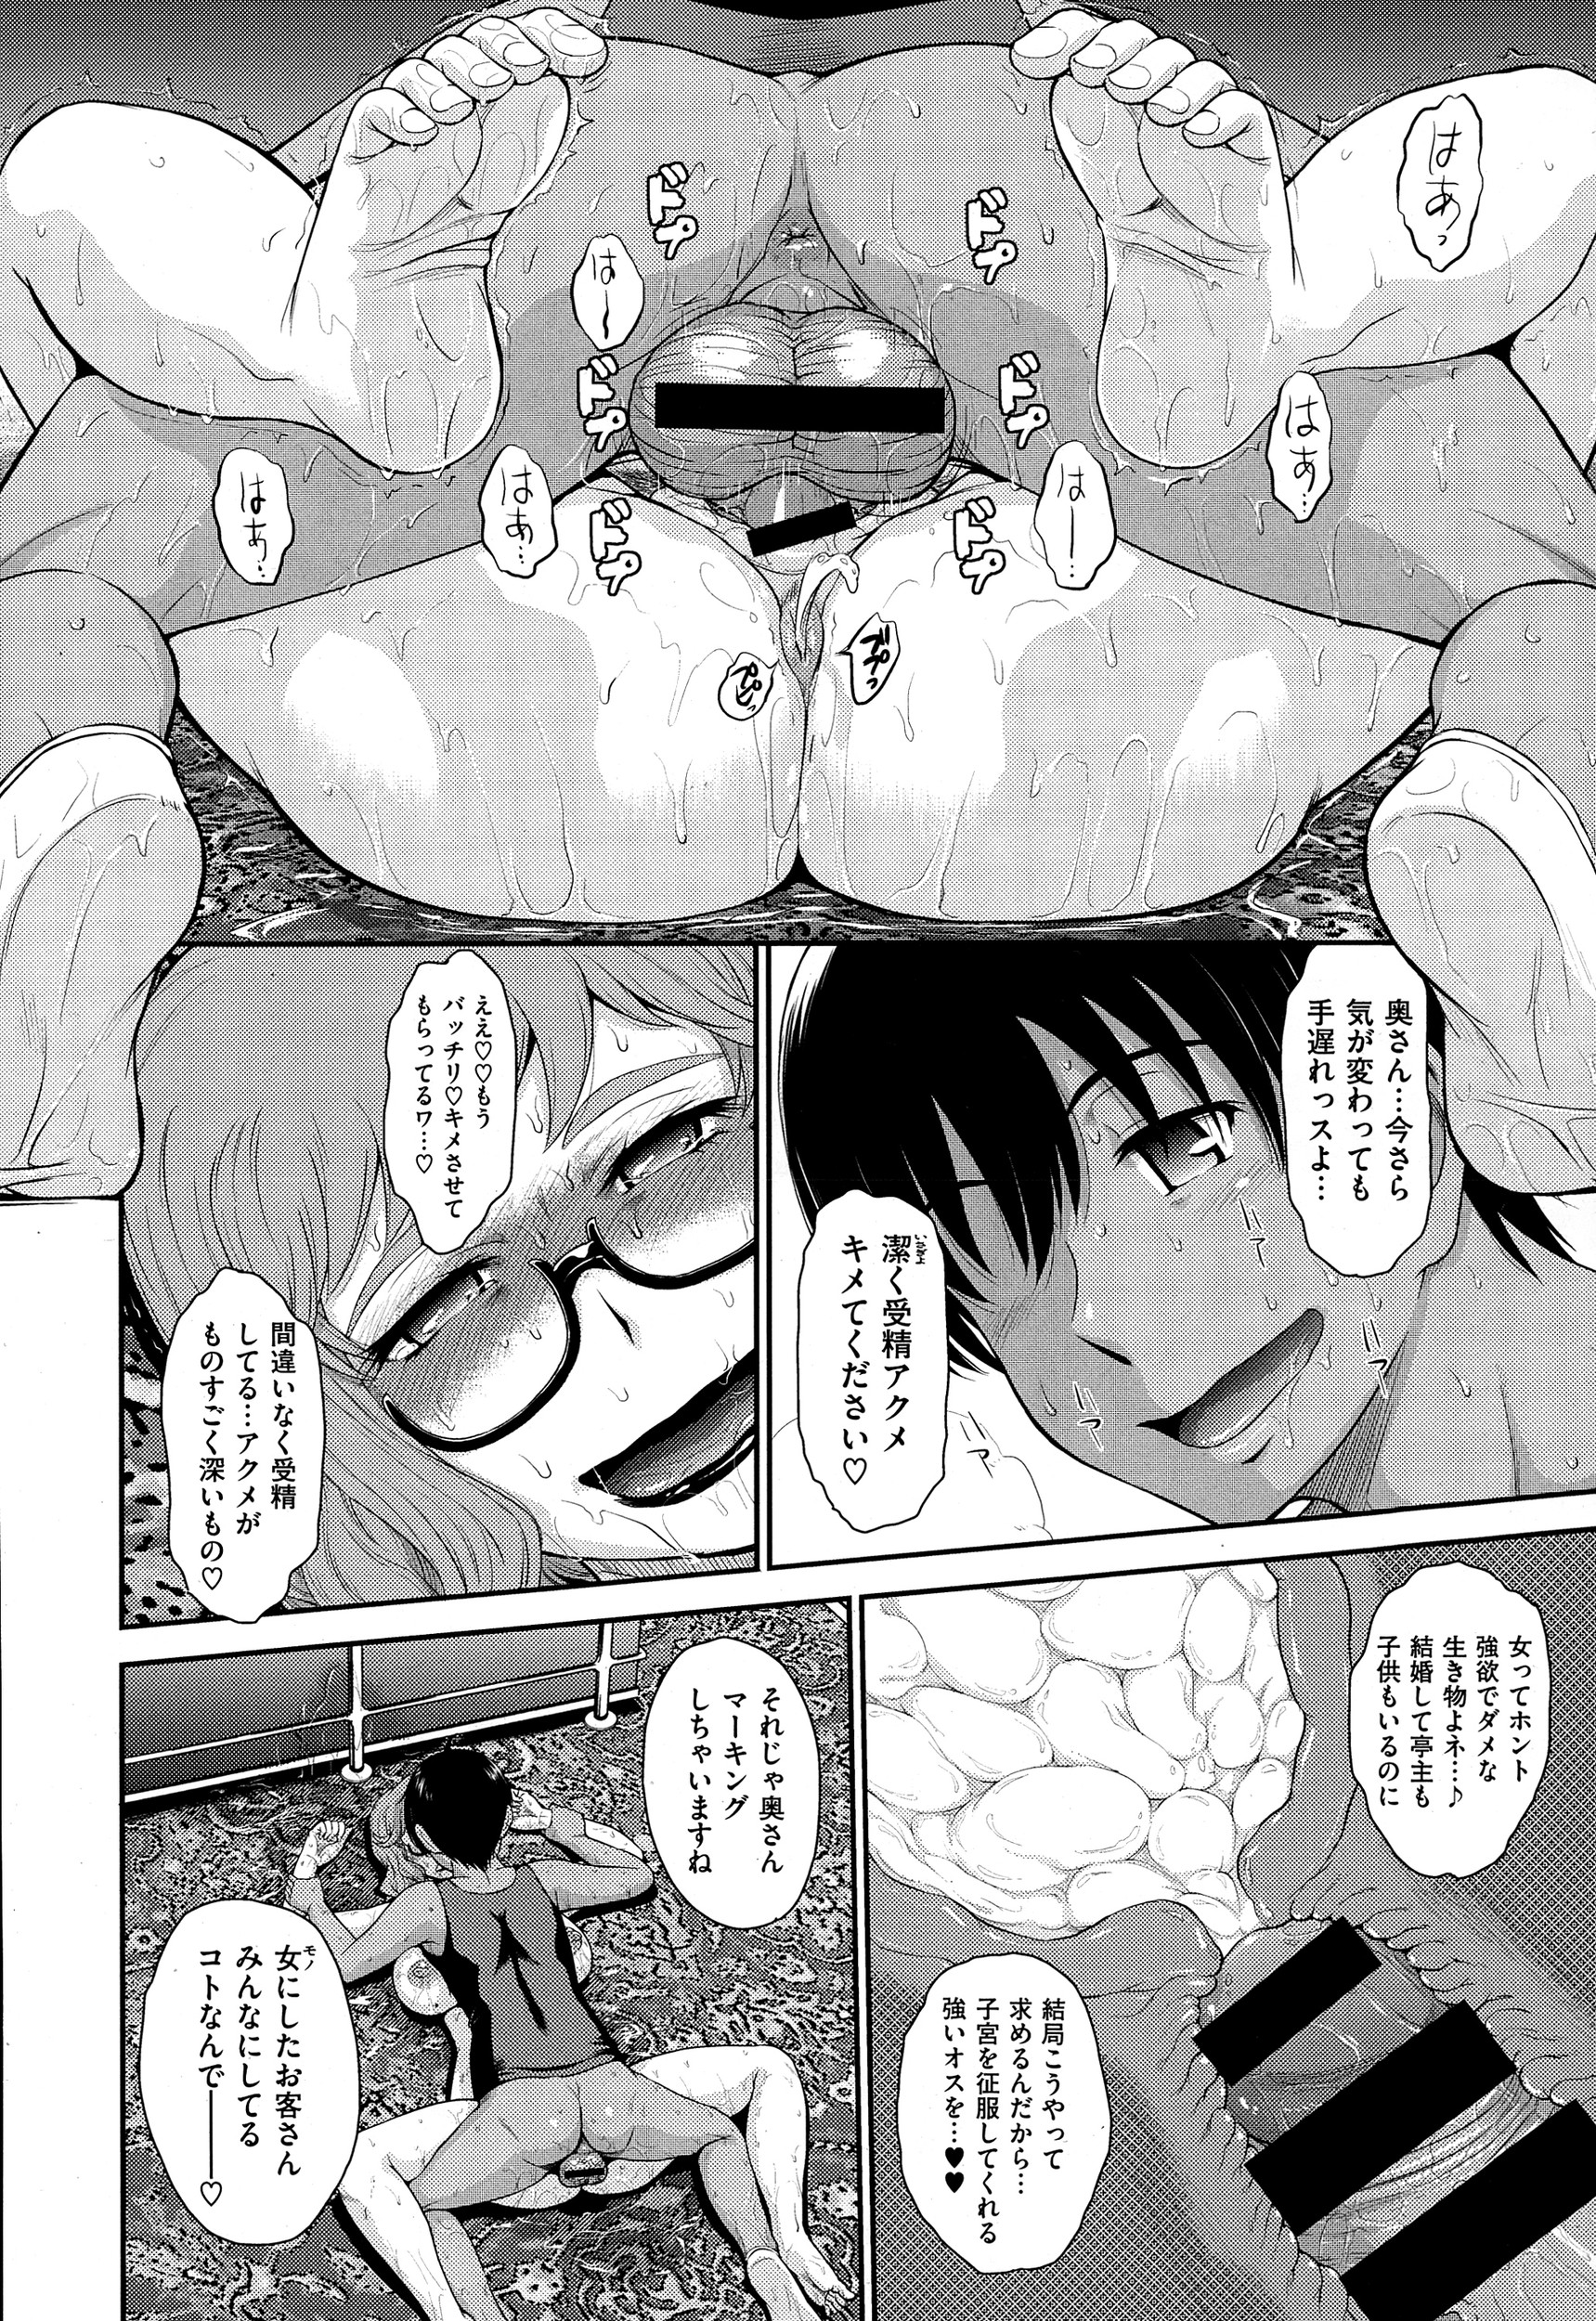 はあっ
ドプ
ドプ
はー
はあ…
ドプ
ドプ
はー…
はあ…
はあ…
ドプ
ドプ
奥さん…今さら
気が変わっても
手遅れっスよ…
潔く受精アクメ
いさぎよ
キメてください♡
ええ♡♡もう
バッチリ♡キメさせて
もらってるワ…♡
間違いなく受精
してる…アクメが
ものすごく深いもの♡
女ってホント
強欲でダメな
生き物よネ…♪
結婚して亭主も
子供もいるのに
結局こうやって
求めるんだから…
子宮を征服してくれる
強いオスを…♥♥
それじゃ奥さん
マーキング
しちゃいますね
女にしたお客さん
モノ
みんなにしてる
コトなんで――♡